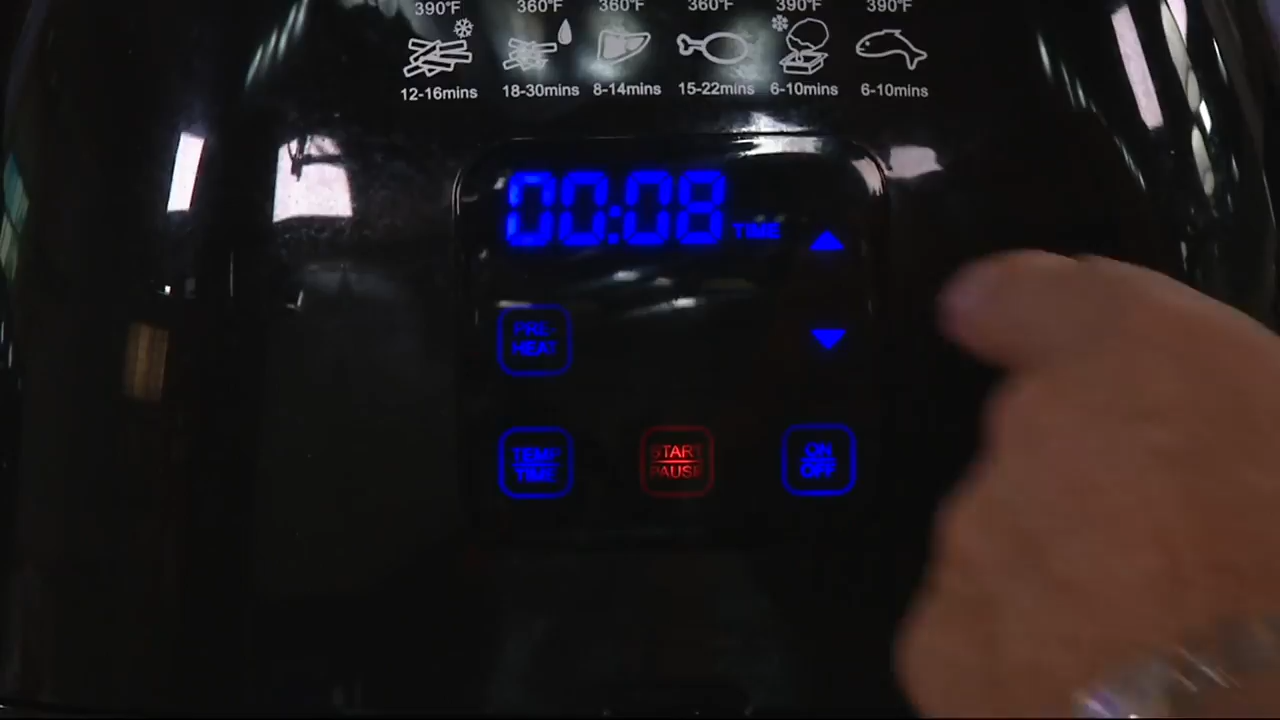 390°F 360°F 360°F 360°F 390°F 390°F
12-16mins 18-30mins 8-14mins 15-22mins 6-10mins 6-10mins
00:08 TIME
PRE-
HEAT
TEMP
TIME
START
PAUSE
ON
OFF